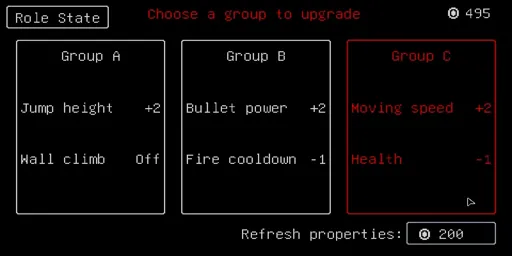 Role State
Choose a group to upgrade
495
Group A
Jump height +2
Wall climb Off
Group B
Bullet power +2
Fire cooldown -1
Group C
Moving speed +2
Health -1
Refresh properties: 200